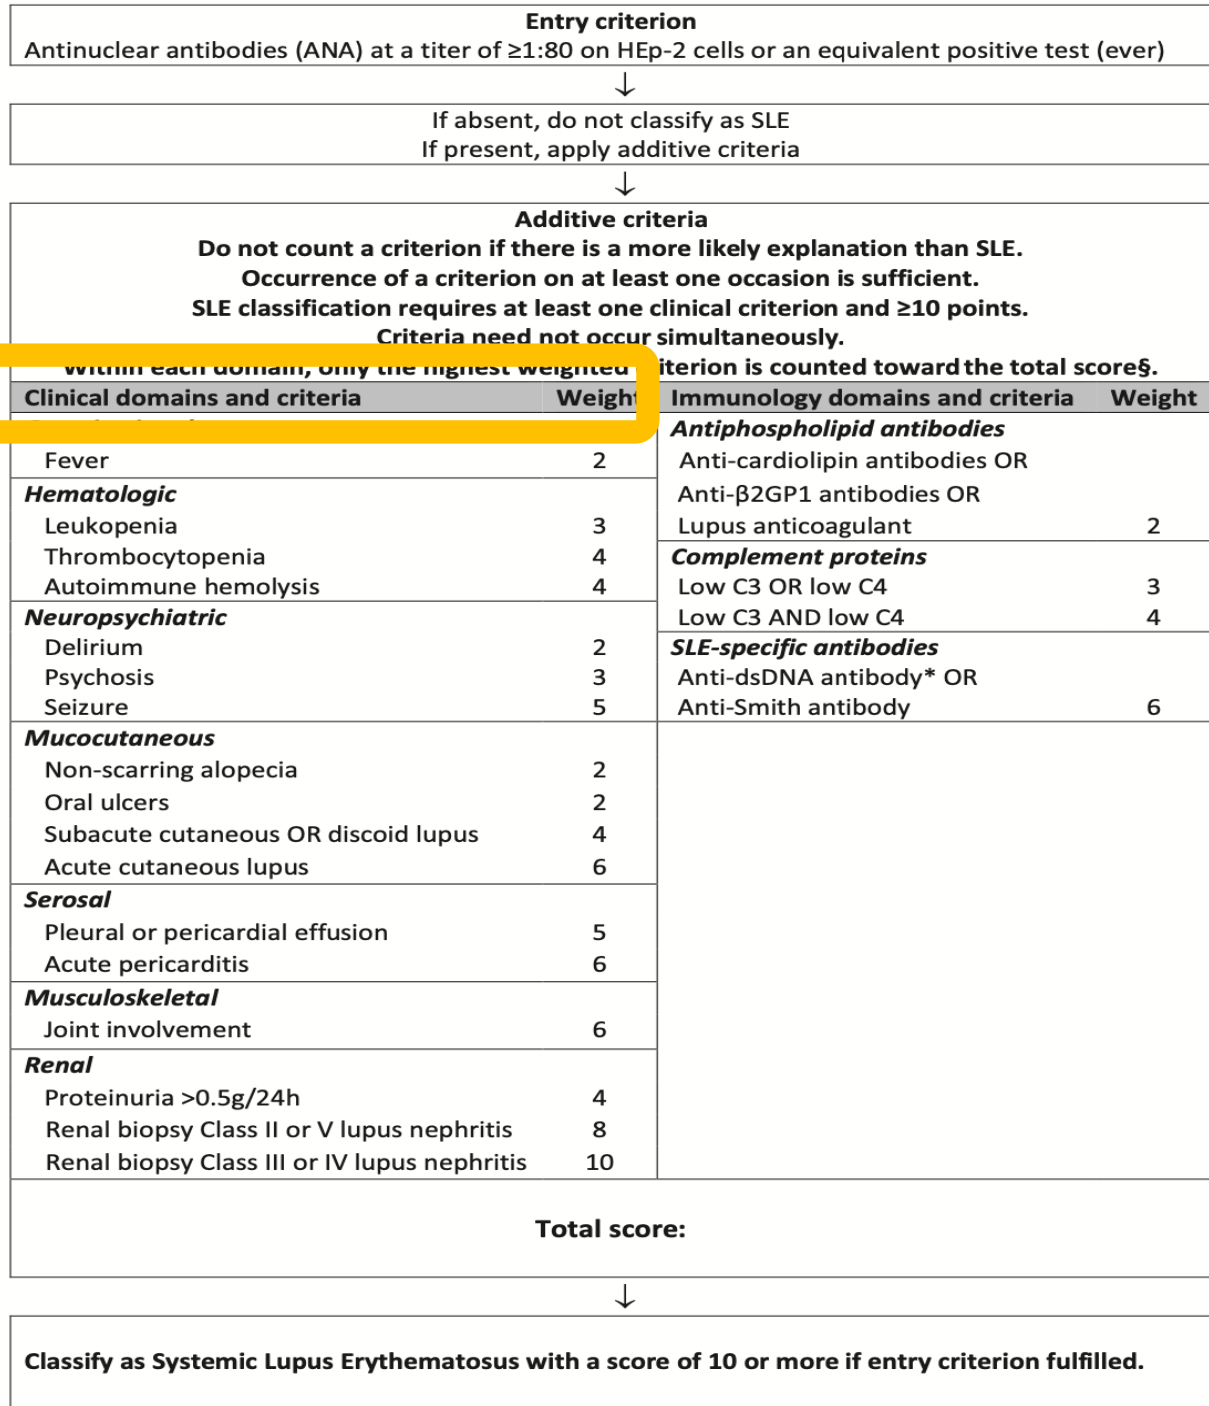 Entry criterion
Antinuclear antibodies (ANA) at a titer of ≥1:80 on HEp-2 cells or an equivalent positive test (ever)
↓
If absent, do not classify as SLE
If present, apply additive criteria
↓
Additive criteria
Do not count a criterion if there is a more likely explanation than SLE.
Occurrence of a criterion on at least one occasion is sufficient.
SLE classification requires at least one clinical criterion and ≥10 points.
Criteria need not occur simultaneously.
Within each domain, only the highest weighted criterion is counted toward the total score§.
Clinical domains and criteria Weight Immunology domains and criteria Weight
Antiphospholipid antibodies
Fever 2 Anti-cardiolipin antibodies OR
Hematologic Anti-β2GP1 antibodies OR
Leukopenia 3 Lupus anticoagulant 2
Thrombocytopenia 4 Complement proteins
Autoimmune hemolysis 4 Low C3 OR low C4 3
Neuropsychiatric Low C3 AND low C4 4
Delirium 2 SLE-specific antibodies
Psychosis 3 Anti-dsDNA antibody* OR
Seizure 5 Anti-Smith antibody 6
Mucocutaneous
Non-scarring alopecia 2
Oral ulcers 2
Subacute cutaneous OR discoid lupus 4
Acute cutaneous lupus 6
Serosal
Pleural or pericardial effusion 5
Acute pericarditis 6
Musculoskeletal
Joint involvement 6
Renal
Proteinuria >0.5g/24h 4
Renal biopsy Class II or V lupus nephritis 8
Renal biopsy Class III or IV lupus nephritis 10
Total score:
↓
Classify as Systemic Lupus Erythematosus with a score of 10 or more if entry criterion fulfilled.